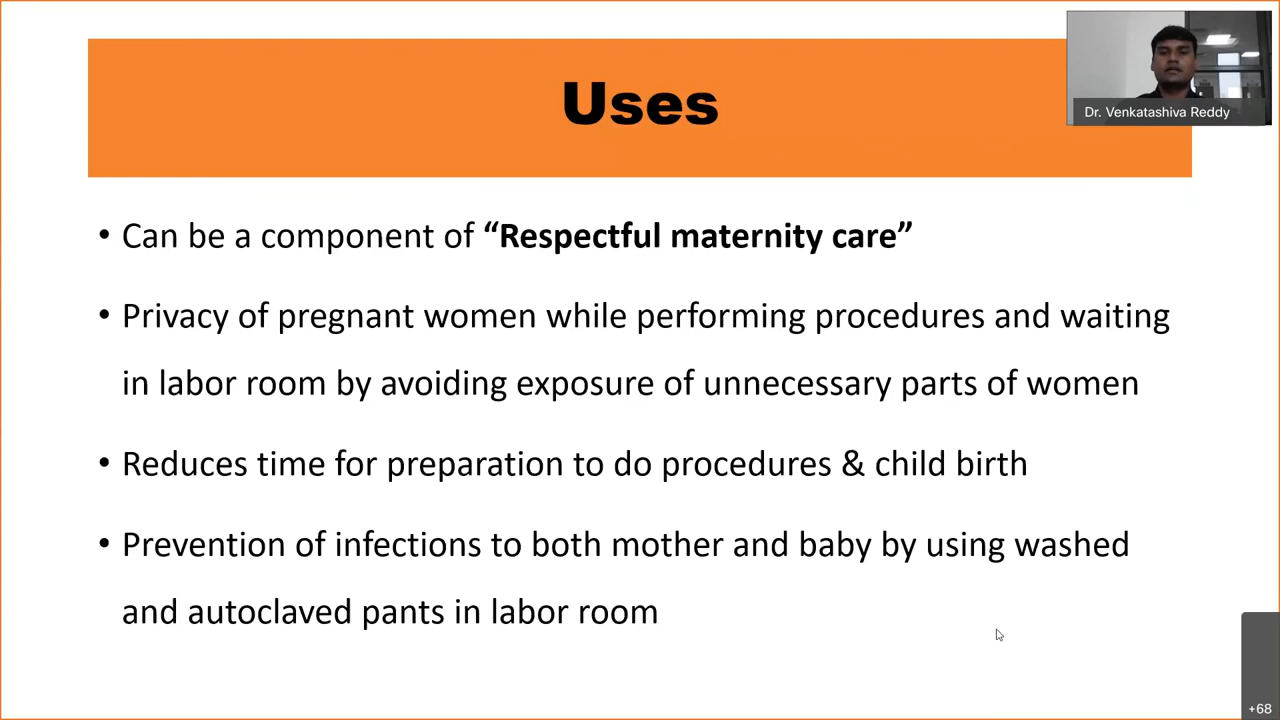 Uses
Dr. Venkatashiva Reddy
• Can be a component of “Respectful maternity care”
• Privacy of pregnant women while performing procedures and waiting
in labor room by avoiding exposure of unnecessary parts of women
• Reduces time for preparation to do procedures & child birth
• Prevention of infections to both mother and baby by using washed
and autoclaved pants in labor room
+68